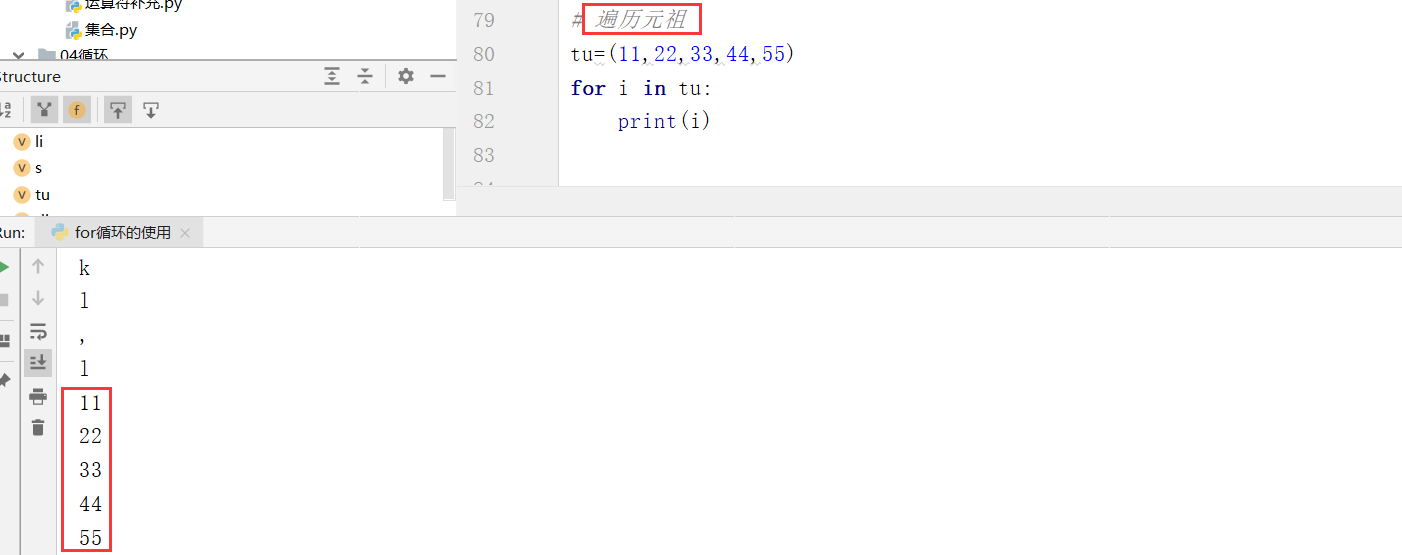 运算符补充.py
集合.py
04循环
Structure
li
s
tu
79 # 遍历元祖
80 tu=(11,22,33,44,55)
81 for i in tu:
82 print(i)
83
Run: for循环的使用
k
l
,
l
11
22
33
44
55